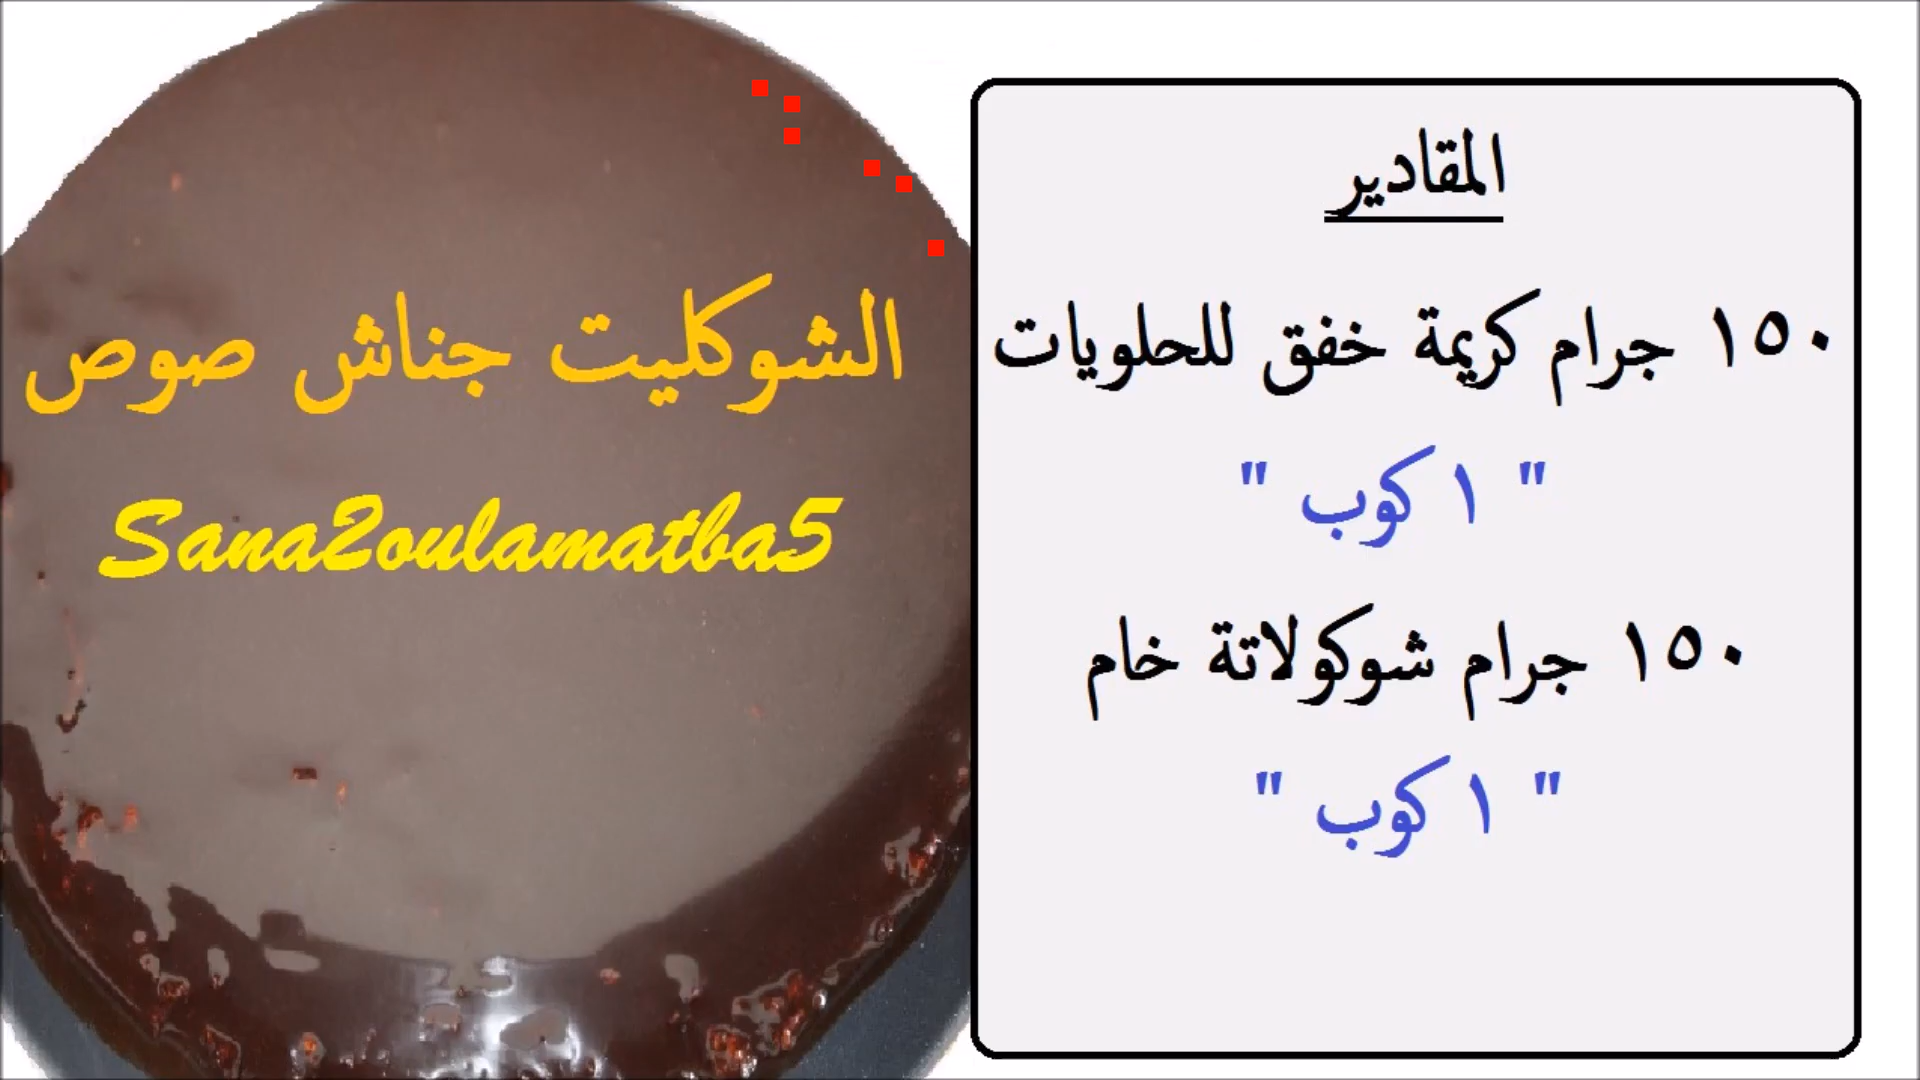 الشوكليت جناش صوص
Sana2oulamatba5
المقادير
١٥٠ جرام كريمة خفق للحلويات
" ١ كوب "
١٥٠ جرام شوكولاتة خام
" ١ كوب "